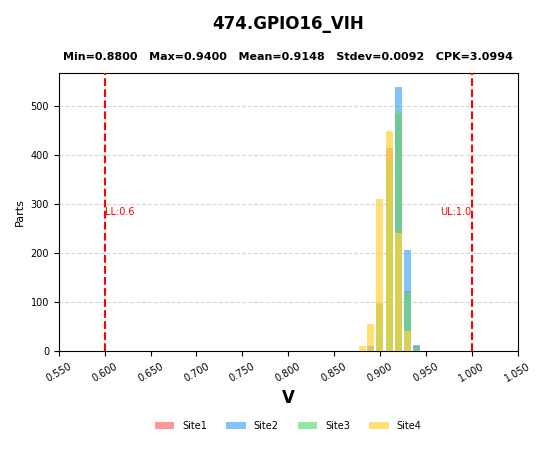 474.GPIO16_VIH
Min=0.8800 Max=0.9400 Mean=0.9148 Stdev=0.0092 CPK=3.0994
500
400
300
200
100
0
Parts
LL:0.6
UL:1.0
0.550 0.600 0.650 0.700 0.750 0.800 0.850 0.900 0.950 1.000 1.050
V
Site1 Site2 Site3 Site4